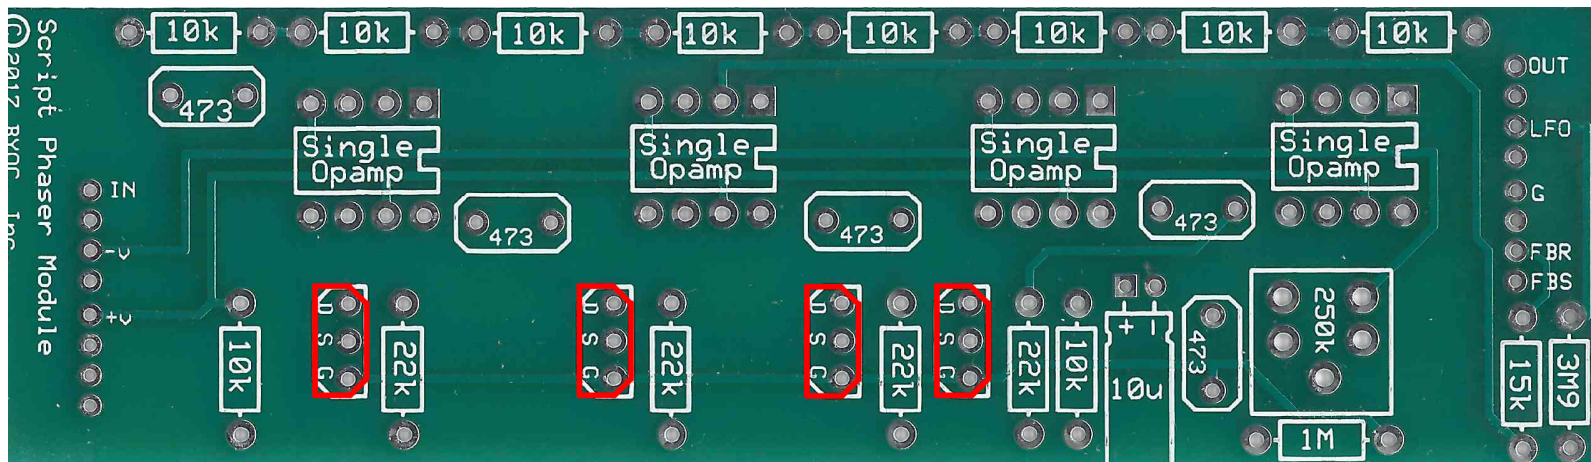 10k
10k
10k
10k
10k
10k
10k
10k
©2017 BYOC, Inc
Script Phaser Module
473
OUT
LFO
G
FBR
FBS
IN
-v
+v
Single
Opamp
Single
Opamp
Single
Opamp
Single
Opamp
473
473
473
D
S
G
D
S
G
D
S
G
D
S
G
10k
22k
22k
22k
22k
10k
+ -
10u
473
250k
1M
15k
3M9